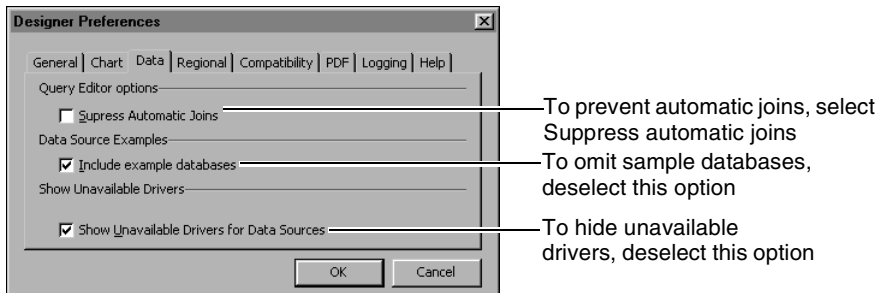 Designer Preferences
General Chart Data Regional Compatibility PDF Logging Help
Query Editor options
Supress Automatic Joins
To prevent automatic joins, select
Suppress automatic joins
Data Source Examples
Include example databases
To omit sample databases,
deselect this option
Show Unavailable Drivers
Show Unavailable Drivers for Data Sources
To hide unavailable
drivers, deselect this option
OK Cancel